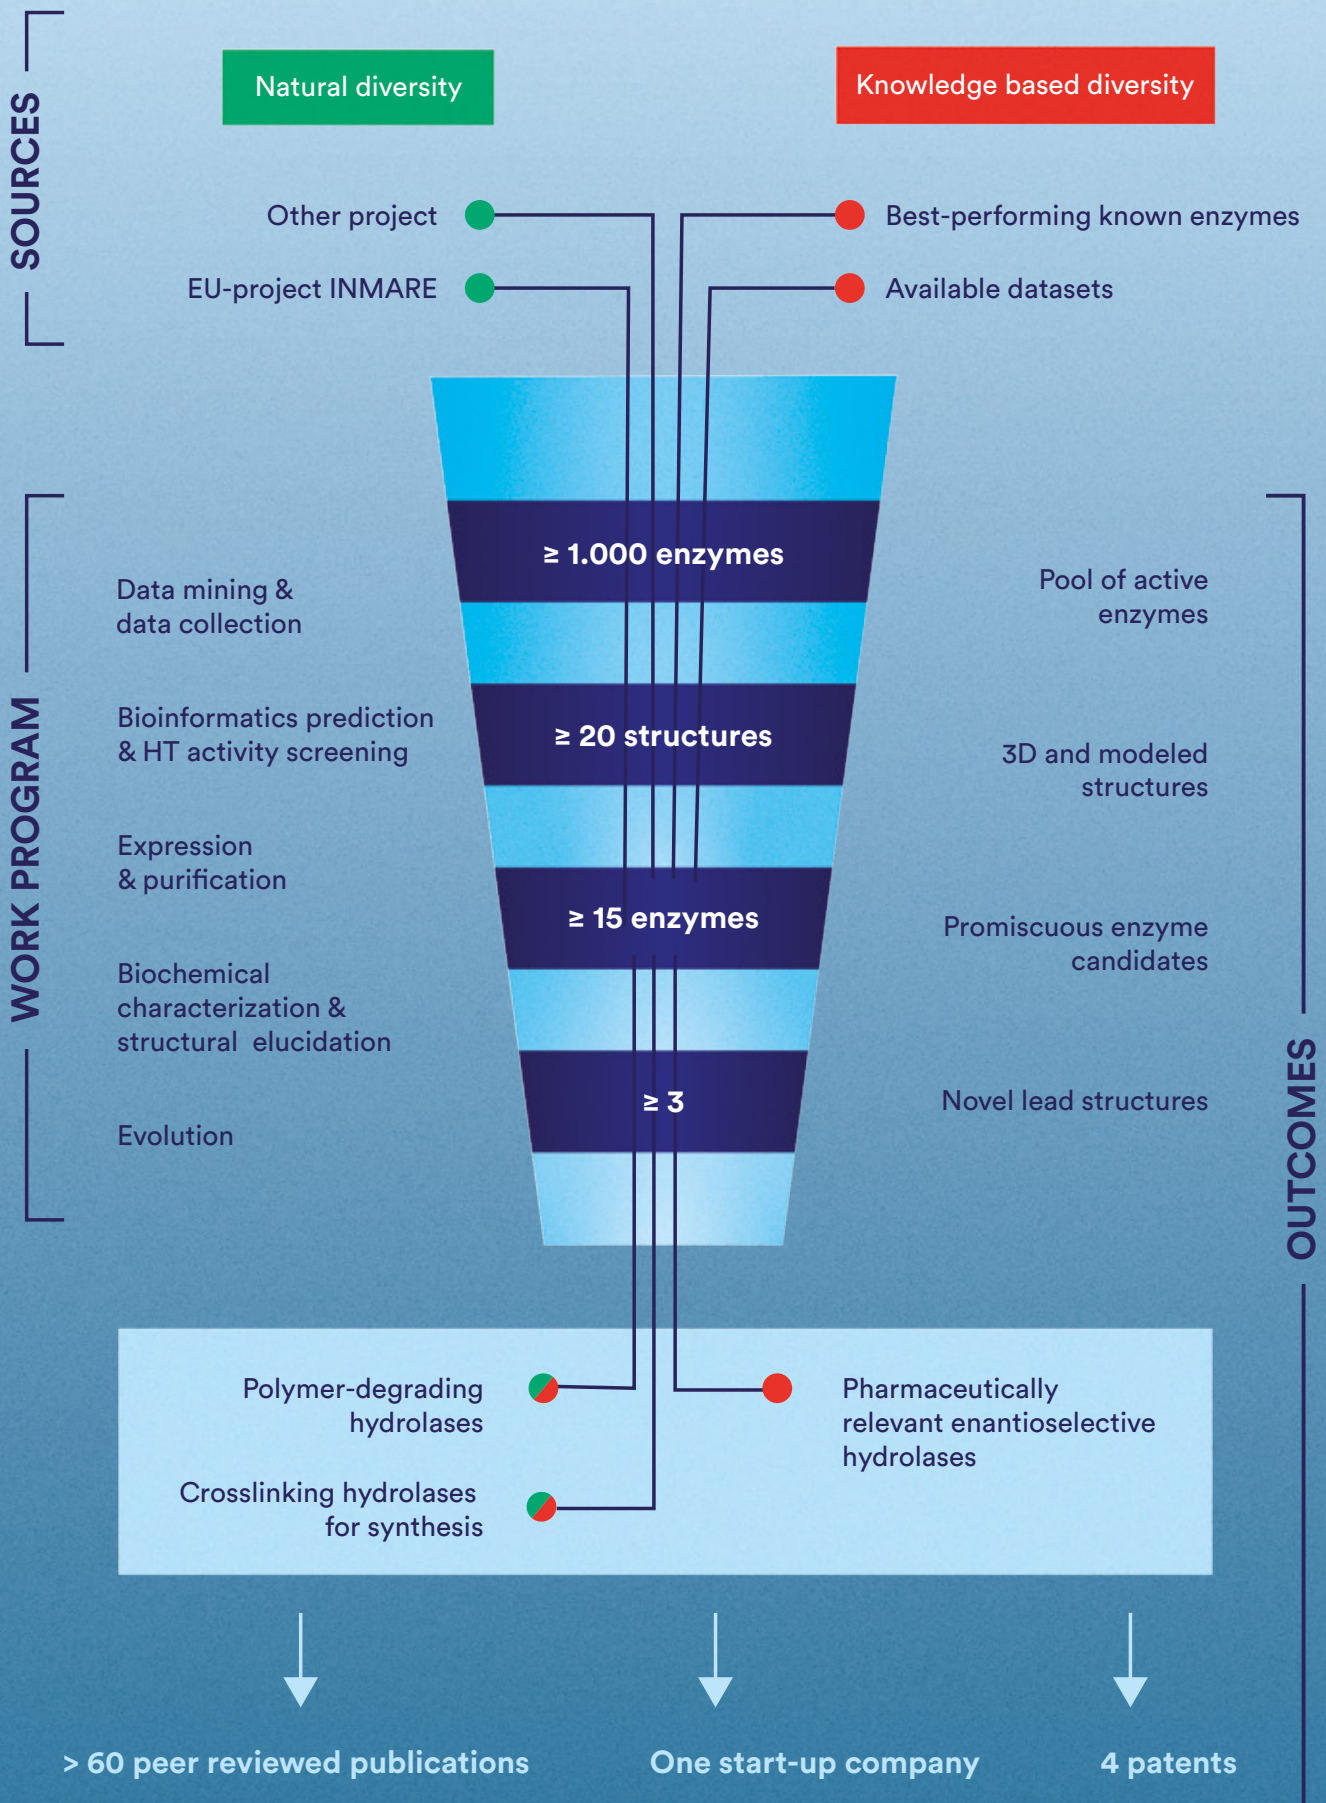 SOURCES
Natural diversity
Knowledge based diversity
Other project
Best-performing known enzymes
EU-project INMARE
Available datasets
WORK PROGRAM
Data mining &
data collection
Bioinformatics prediction
& HT activity screening
Expression
& purification
Biochemical
characterization &
structural elucidation
Evolution
≥ 1.000 enzymes
≥ 20 structures
≥ 15 enzymes
≥ 3
Pool of active
enzymes
3D and modeled
structures
Promiscuous enzyme
candidates
Novel lead structures
OUTCOMES
Polymer-degrading
hydrolases
Crosslinking hydrolases
for synthesis
Pharmaceutically
relevant enantioselective
hydrolases
> 60 peer reviewed publications
One start-up company
4 patents